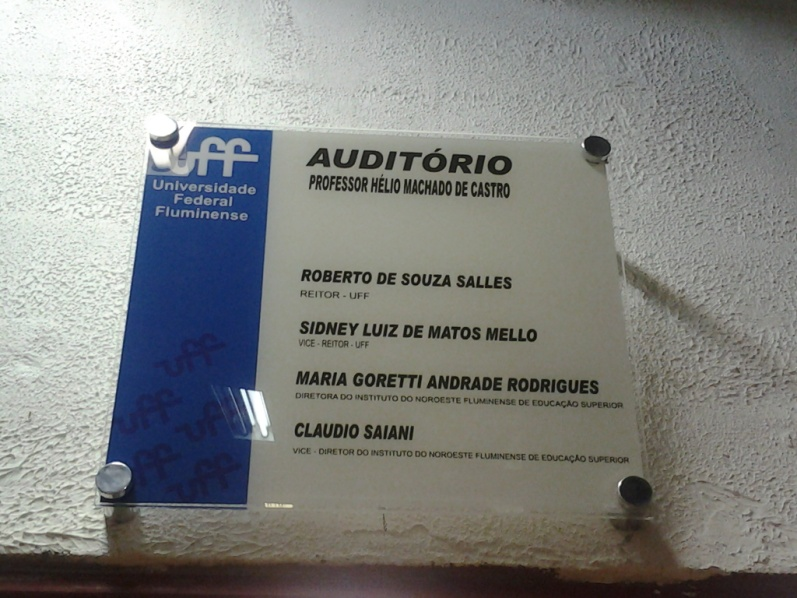 uff
Universidade
Federal
Fluminense
AUDITÓRIO
PROFESSOR HÉLIO MACHADO DE CASTRO
ROBERTO DE SOUZA SALLES
REITOR - UFF
SIDNEY LUIZ DE MATOS MELLO
VICE - REITOR - UFF
MARIA GORETTI ANDRADE RODRIGUES
DIRETORA DO INSTITUTO DO NOROESTE FLUMINENSE DE EDUCAÇÃO SUPERIOR
CLAUDIO SAIANI
VICE - DIRETOR DO INSTITUTO DO NOROESTE FLUMINENSE DE EDUCAÇÃO SUPERIOR
uff
uff
uff
uff
uff